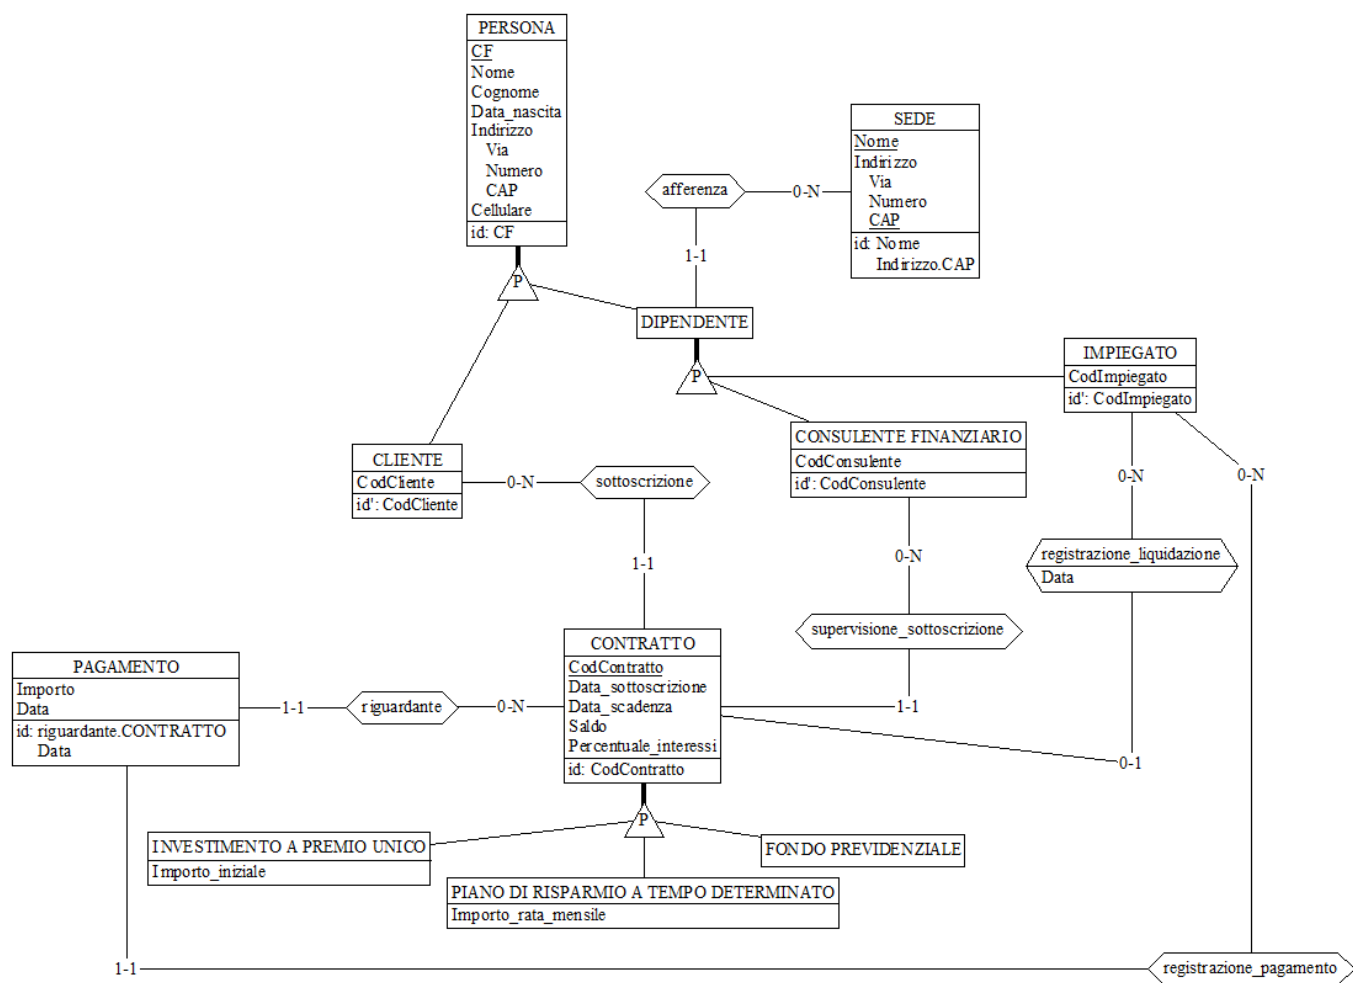 PERSONA
CF
Nome
Cognome
Data_nascita
Indirizzo
Via
Numero
CAP
Cellulare
id: CF
SEDE
Nome
Indirizzo
Via
Numero
CAP
id: Nome
Indirizzo.CAP
afferenza
0-N
1-1
P
DIPENDENTE
P
IMPIEGATO
CodImpiegato
id': CodImpiegato
CONSULENTE FINANZIARIO
CodConsulente
id': CodConsulente
CLIENTE
CodCliente
id': CodCliente
0-N
sottoscrizione
0-N
0-N
0-N
registrazione_liquidazione
Data
1-1
supervisione_sottoscrizione
CONTRATTO
CodContratto
Data_sottoscrizione
Data_scadenza
Saldo
Percentuale_interessi
id: CodContratto
PAGAMENTO
Importo
Data
id: riguardante.CONTRATTO
Data
1-1
riguardante
0-N
1-1
0-1
P
INVESTIMENTO A PREMIO UNICO
Importo_iniziale
PIANO DI RISPARMIO A TEMPO DETERMINATO
Importo_rata_mensile
FONDO PREVIDENZIALE
1-1
registrazione_pagamento